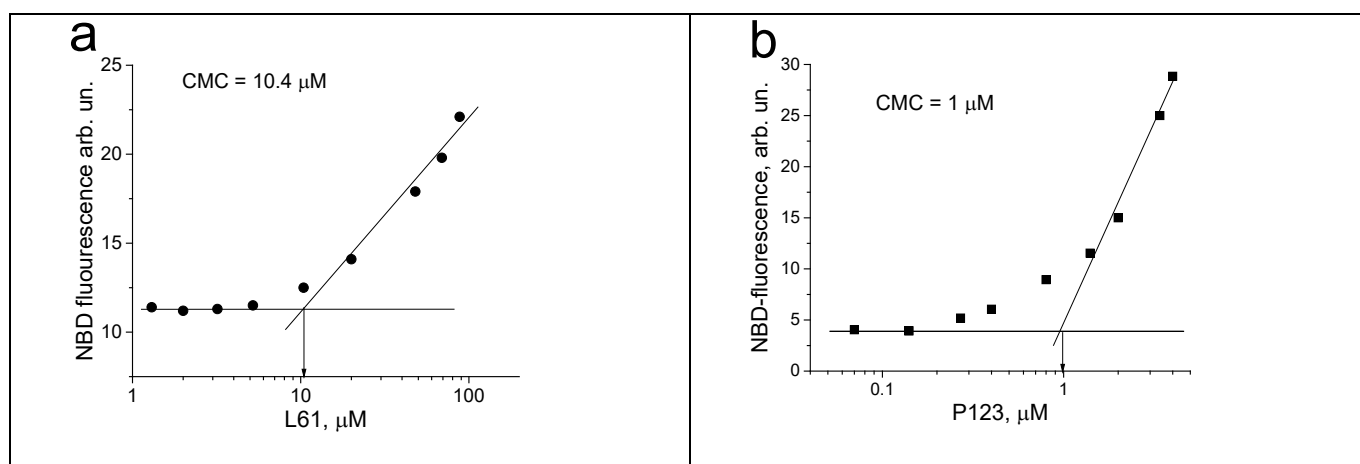 a
CMC = 10.4 μM
NBD fluourescence arb. un.
25
20
15
10
1
10
100
L61, μM
b
CMC = 1 μM
NBD-fluorescence, arb. un.
30
25
20
15
10
5
0
0.1
1
P123, μM